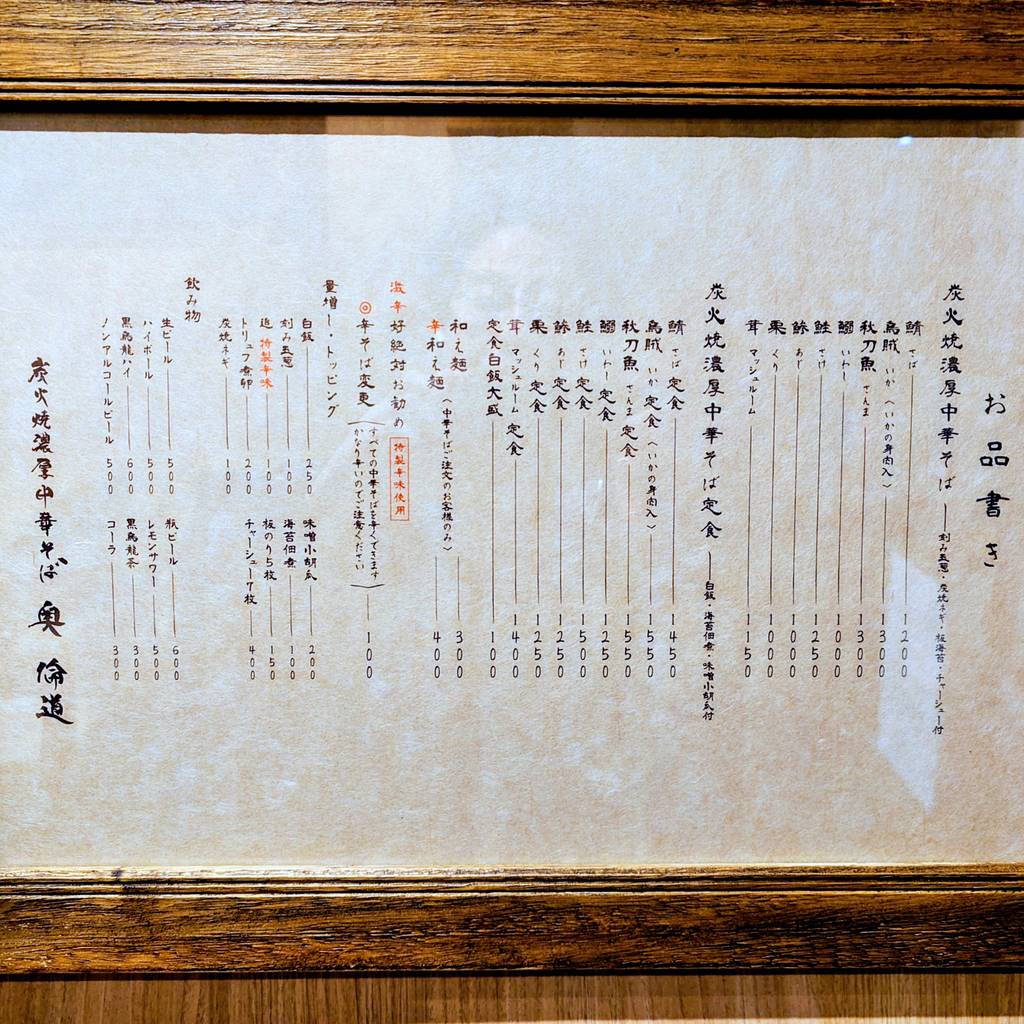 お品書き
炭火焼濃厚中華そば ― 刻み玉葱・炭焼ネギ・板海苔・チャーシュー付
鯖 さば 1200
烏賊 いか 〈いかの身肉入〉 1300
秋刀魚 さんま 1300
鰮 いわし 1000
鮭 さけ 1250
鯵 あじ 1000
栗 くり 1000
茸 マッシュルーム 1150
炭火焼濃厚中華そば定食 ― 白飯・海苔佃煮・味噌小胡瓜付
鯖 さば 定食 1450
烏賊 いか 定食 〈いかの身肉入〉 1550
秋刀魚 さんま 定食 1550
鰮 いわし 定食 1250
鮭 さけ 定食 1500
鯵 あじ 定食 1250
栗 くり 定食 1250
茸 マッシュルーム 定食 1400
定食白飯大盛 100
和え麺 〈中華そばご注文のお客様のみ〉 300
辛和え麺 400
激辛好絶対お勧め 特製辛味使用
◎辛そば変更 (すべての中華そばを辛くできます
かなり辛いのでご注意ください) 100
量増し・トッピング
白飯 250 味噌小胡瓜 200
刻み玉葱 100 海苔佃煮 100
追特製辛味 100 板のり5枚 150
トリュフ煮卵 200 チャーシュー7枚 400
炭焼ネギ 100
飲み物
生ビール 500 瓶ビール 600
ハイボール 500 レモンサワー 500
黒烏龍ハイ 600 黒烏龍茶 300
ノンアルコールビール 500 コーラ 300
炭火焼濃厚中華そば 奥 倫道